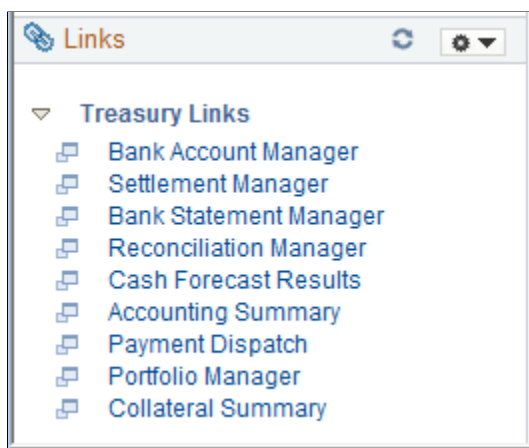 Links
Treasury Links
Bank Account Manager
Settlement Manager
Bank Statement Manager
Reconciliation Manager
Cash Forecast Results
Accounting Summary
Payment Dispatch
Portfolio Manager
Collateral Summary